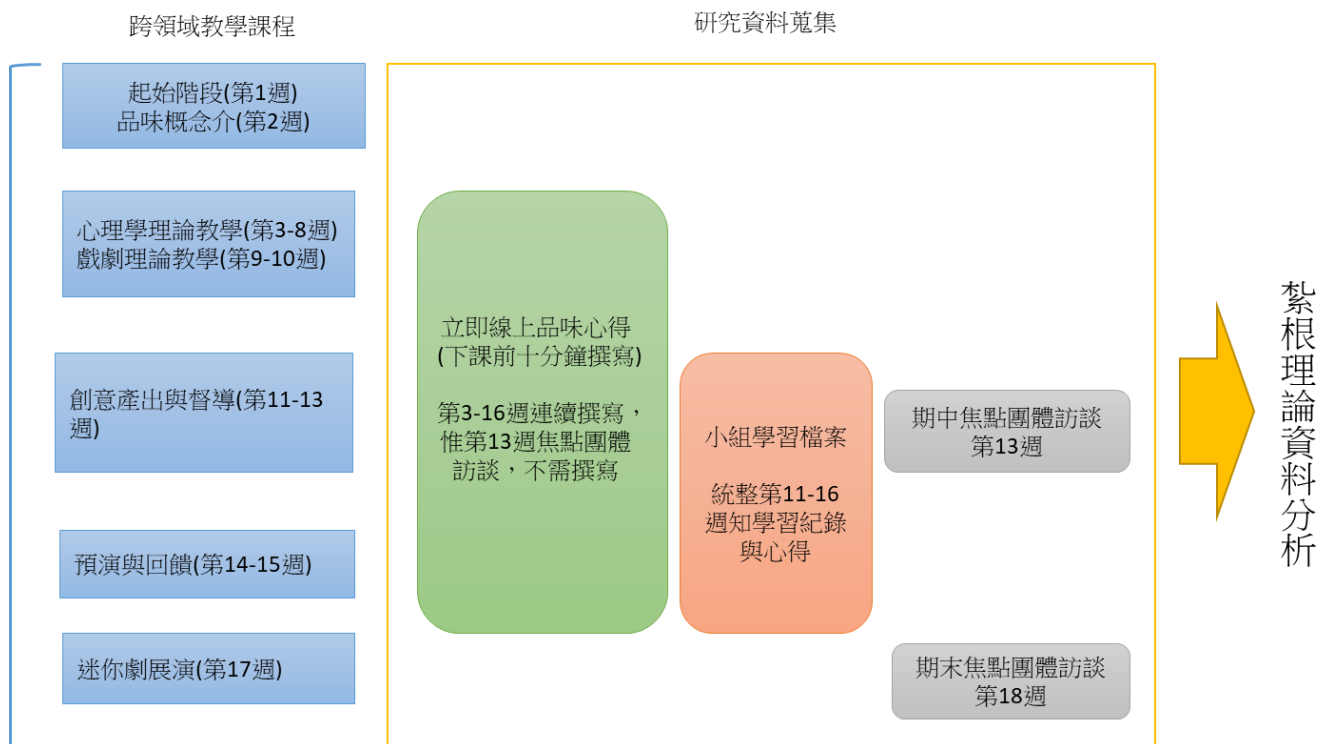 跨領域教學課程
研究資料蒐集
起始階段(第1週)
品味概念介(第2週)
心理學理論教學(第3-8週)
戲劇理論教學(第9-10週)
創意產出與督導(第11-13
週)
預演與回饋(第14-15週)
迷你劇展演(第17週)
立即線上品味心得
(下課前十分鐘撰寫)
第3-16週連續撰寫，
惟第13週焦點團體
訪談，不需撰寫
小組學習檔案
統整第11-16
週知學習紀錄
與心得
期中焦點團體訪談
第13週
期末焦點團體訪談
第18週
紮根理論資料分析